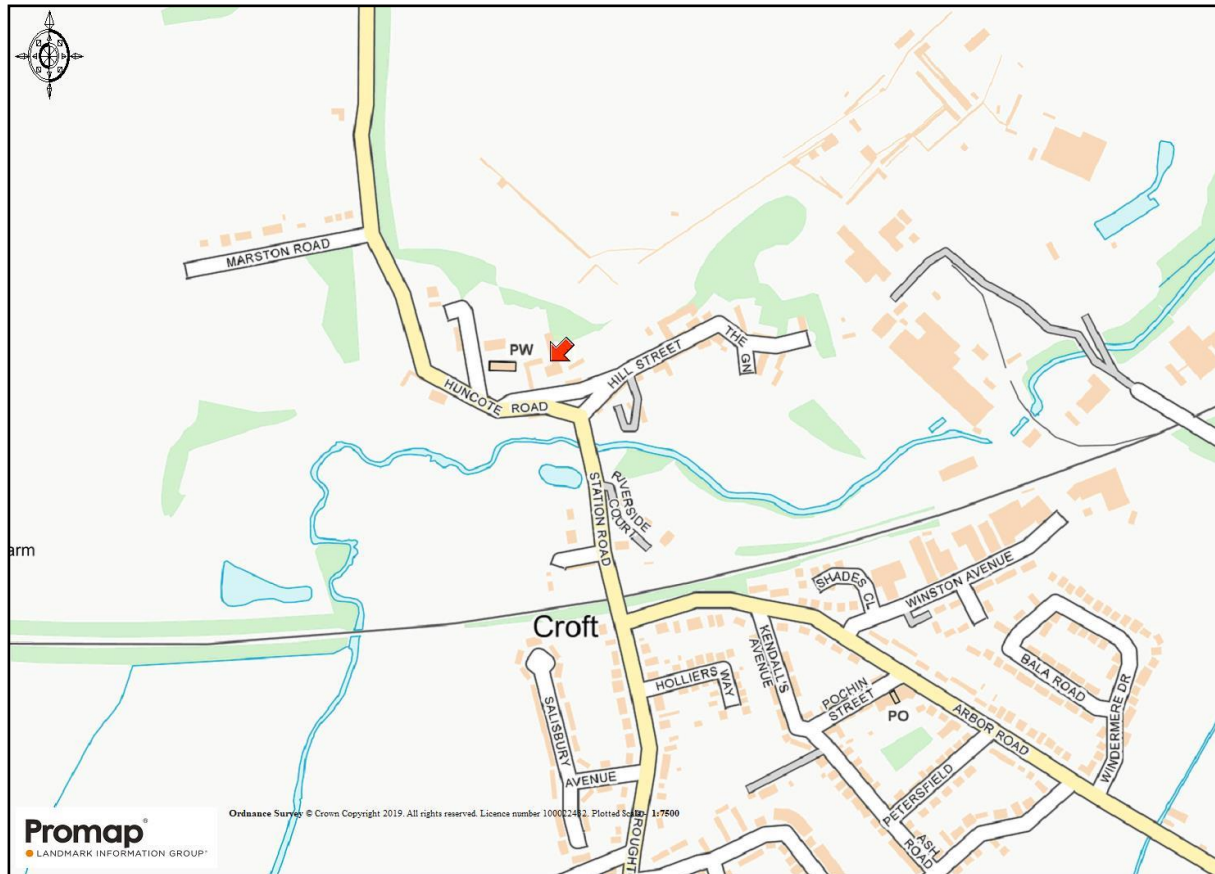 MARSTON ROAD
PW
HUNCOTE ROAD
HILL STREET
THE GN
STATION ROAD
RIVERSIDE
COURT
arm
Croft
SHADES CL
WINSTON AVENUE
KENDALL'S
AVENUE
HOLLIERS WAY
POCHIN
STREET
PO
BALA ROAD
WINDERMERE DR
ARBOR ROAD
SALISBURY
AVENUE
PETERSFIELD
ASH
ROAD
Ordnance Survey © Crown Copyright 2019. All rights reserved. Licence number 100022432. Plotted Scale - 1:7500
Promap
LANDMARK INFORMATION GROUP